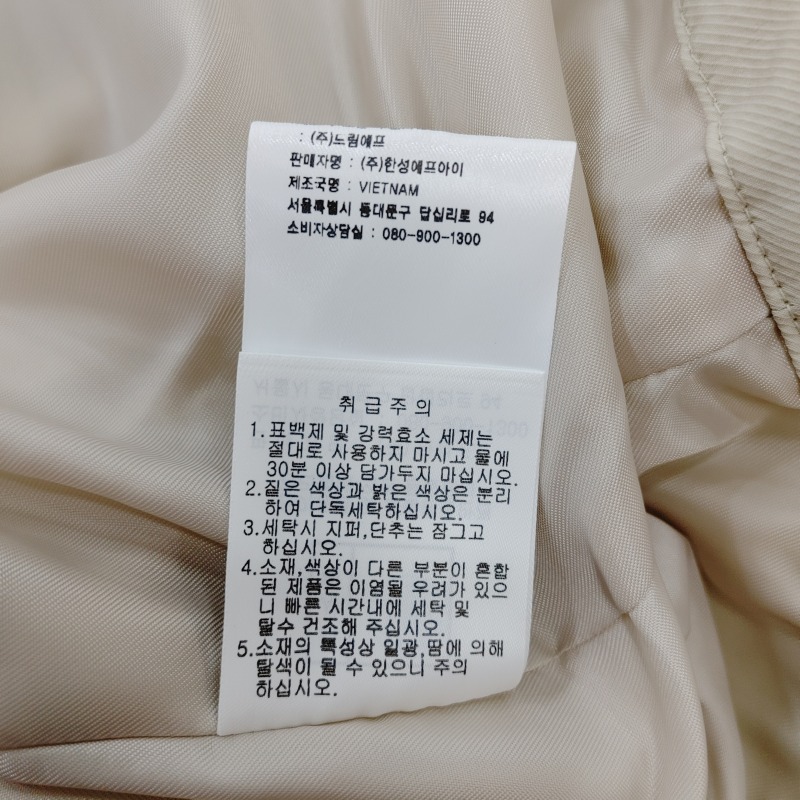 : (주)드림에프
판매자명 : (주)한성에프아이
제조국명 : VIETNAM
서울특별시 동대문구 답십리로 94
소비자상담실 : 080-900-1300
취 급 주 의
1. 표백제 및 강력효소 세제는
절대로 사용하지 마시고 물에
30분 이상 담가두지 마십시오.
2. 짙은 색상과 밝은 색상은 분리
하여 단독세탁하십시오.
3. 세탁시 지퍼,단추는 잠그고
하십시오.
4. 소재,색상이 다른 부분이 혼합
된 제품은 이염될 우려가 있으
니 빠른 시간내에 세탁 및
탈수 건조해 주십시오.
5. 소재의 특성상 일광,땀에 의해
탈색이 될 수 있으니 주의
하십시오.